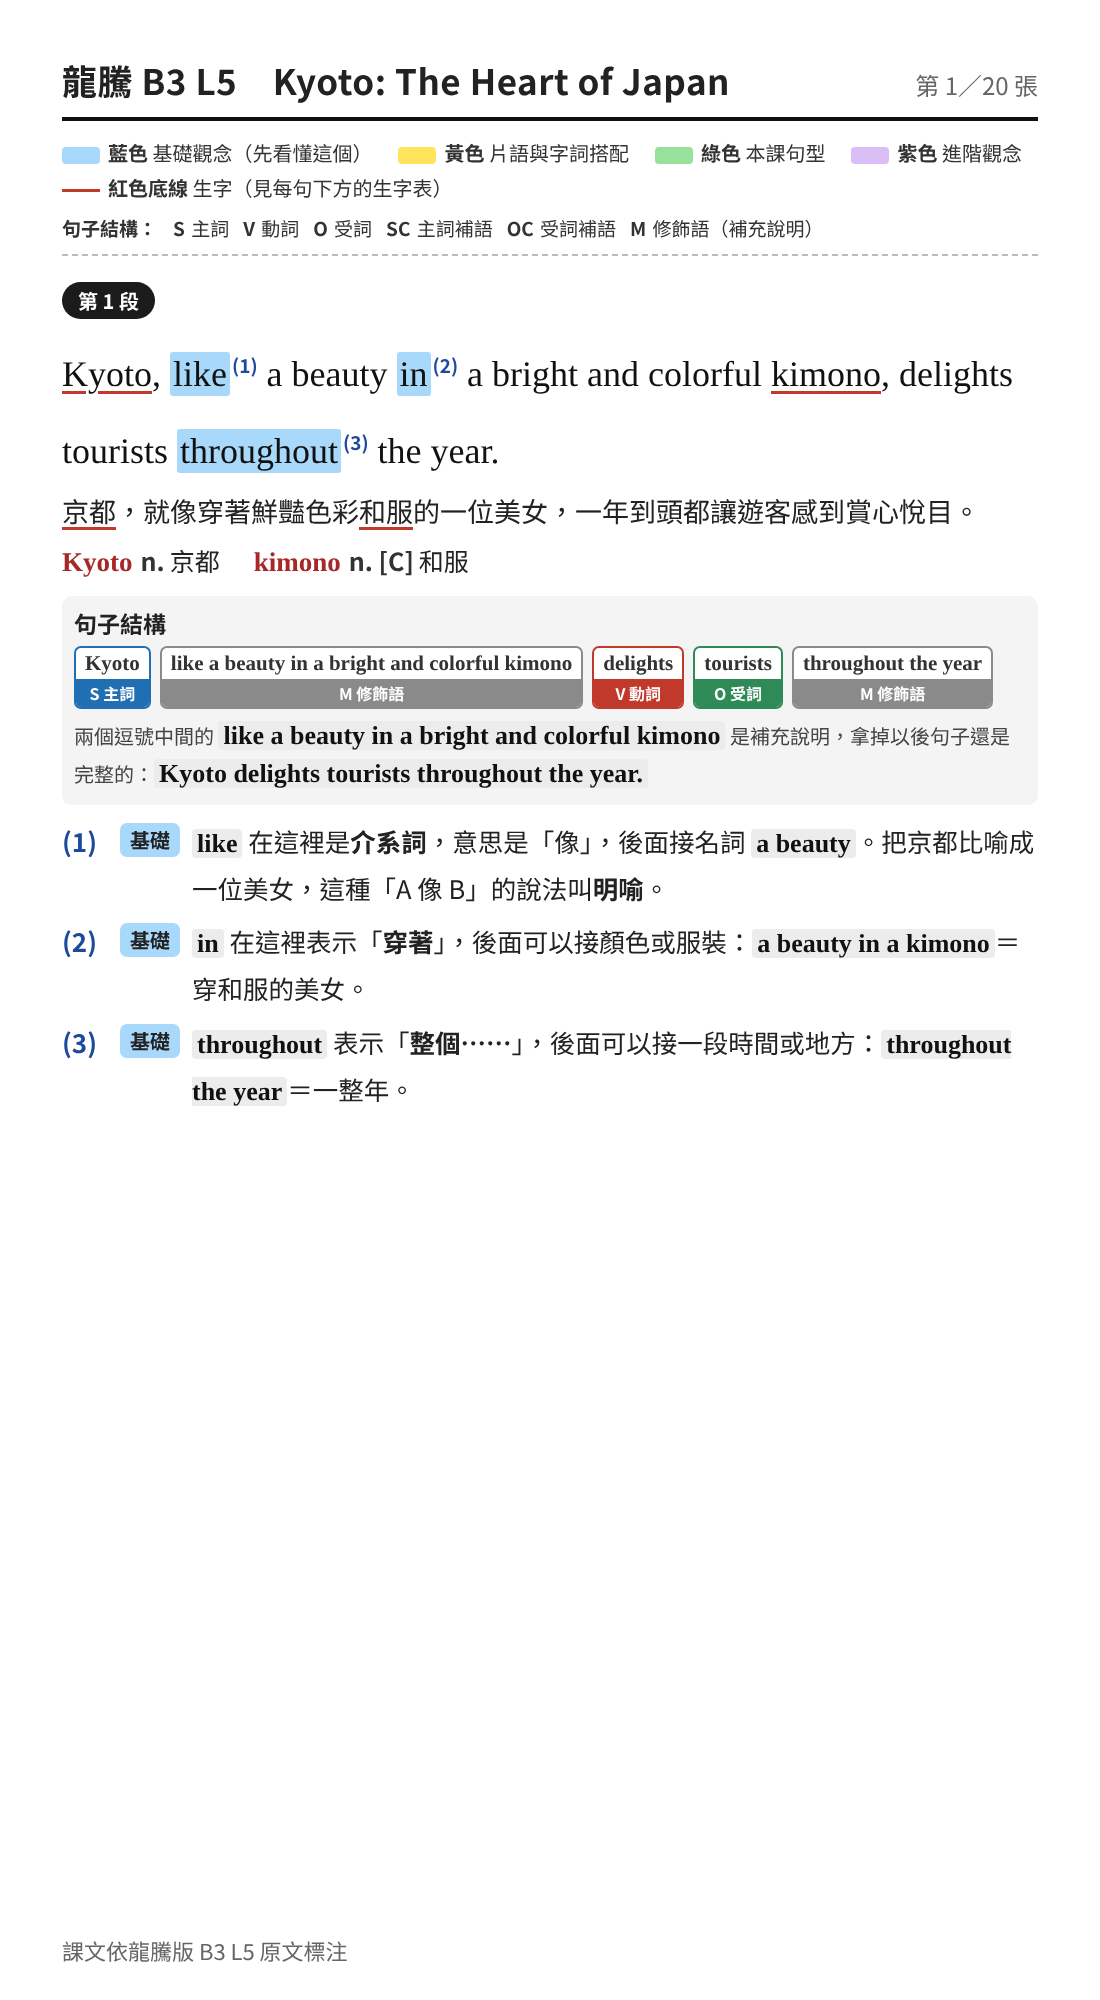 龍騰 B3 L5　Kyoto: The Heart of Japan　第 1／20 張
藍色 基礎觀念（先看懂這個）　黃色 片語與字詞搭配　綠色 本課句型　紫色 進階觀念
紅色底線 生字（見每句下方的生字表）
句子結構：　S 主詞　V 動詞　O 受詞　SC 主詞補語　OC 受詞補語　M 修飾語（補充說明）
第 1 段
Kyoto, like(1) a beauty in(2) a bright and colorful kimono, delights
tourists throughout(3) the year.
京都，就像穿著鮮豔色彩和服的一位美女，一年到頭都讓遊客感到賞心悅目。
Kyoto n. 京都　kimono n. [C] 和服
句子結構
Kyoto　like a beauty in a bright and colorful kimono　delights　tourists　throughout the year
S 主詞　M 修飾語　V 動詞　O 受詞　M 修飾語
兩個逗號中間的 like a beauty in a bright and colorful kimono 是補充說明，拿掉以後句子還是
完整的：Kyoto delights tourists throughout the year.
(1) 基礎 like 在這裡是介系詞，意思是「像」，後面接名詞 a beauty。把京都比喻成
一位美女，這種「A 像 B」的說法叫明喻。
(2) 基礎 in 在這裡表示「穿著」，後面可以接顏色或服裝：a beauty in a kimono＝
穿和服的美女。
(3) 基礎 throughout 表示「整個……」，後面可以接一段時間或地方：throughout
the year＝一整年。
課文依龍騰版 B3 L5 原文標注